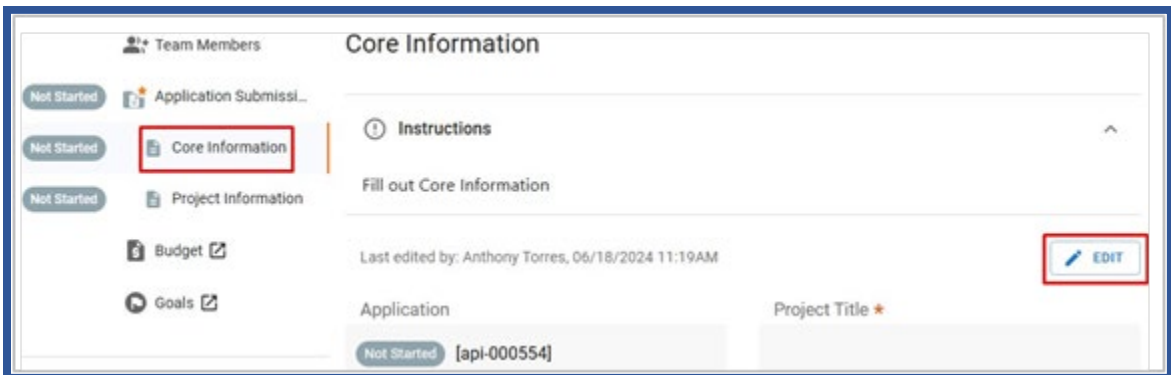 Team Members
Not Started Application Submissi...
Not Started Core Information
Not Started Project Information
Budget
Goals
Core Information
Instructions
Fill out Core Information
Last edited by: Anthony Torres, 06/18/2024 11:19AM
EDIT
Application
Project Title *
Not Started [api-000554]